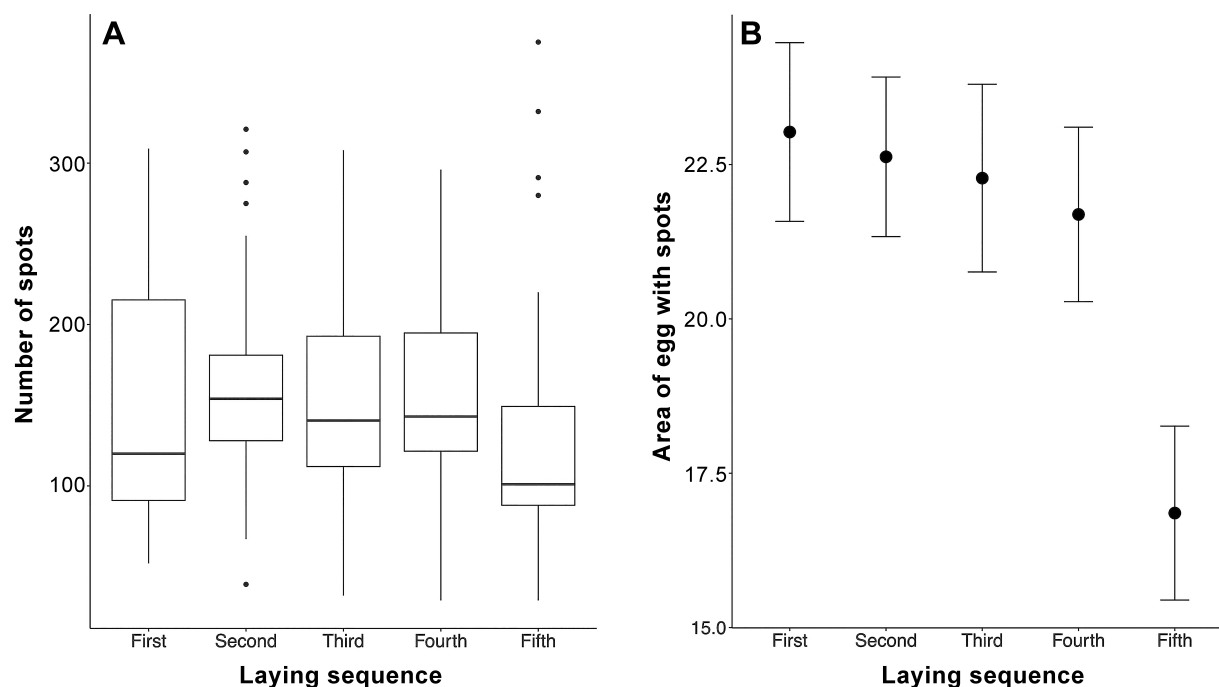 A
300
200
100
Number of spots
First Second Third Fourth Fifth
Laying sequence
B
22.5
20.0
17.5
15.0
Area of egg with spots
First Second Third Fourth Fifth
Laying sequence